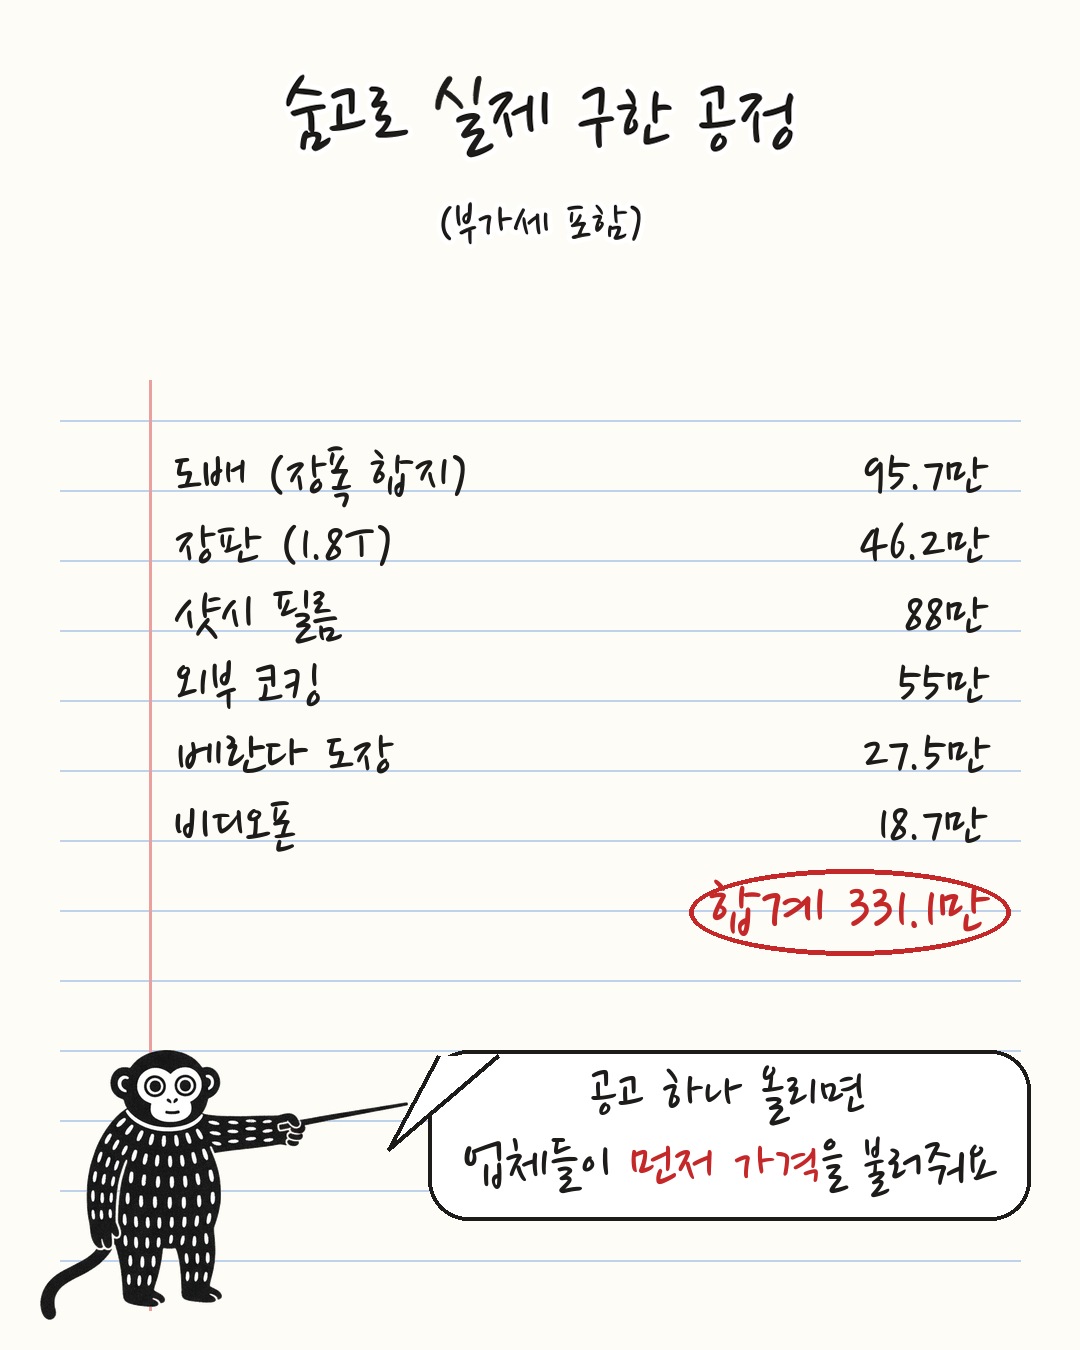 숨고로 실제 구한 공정
(부가세 포함)
도배 (장폭 합지) 95.7만
장판 (1.8T) 46.2만
샷시 필름 88만
외부 코킹 55만
베란다 도장 27.5만
비디오폰 18.7만
합계 331.1만
공고 하나 올리면
업체들이 먼저 가격을 불러줘요